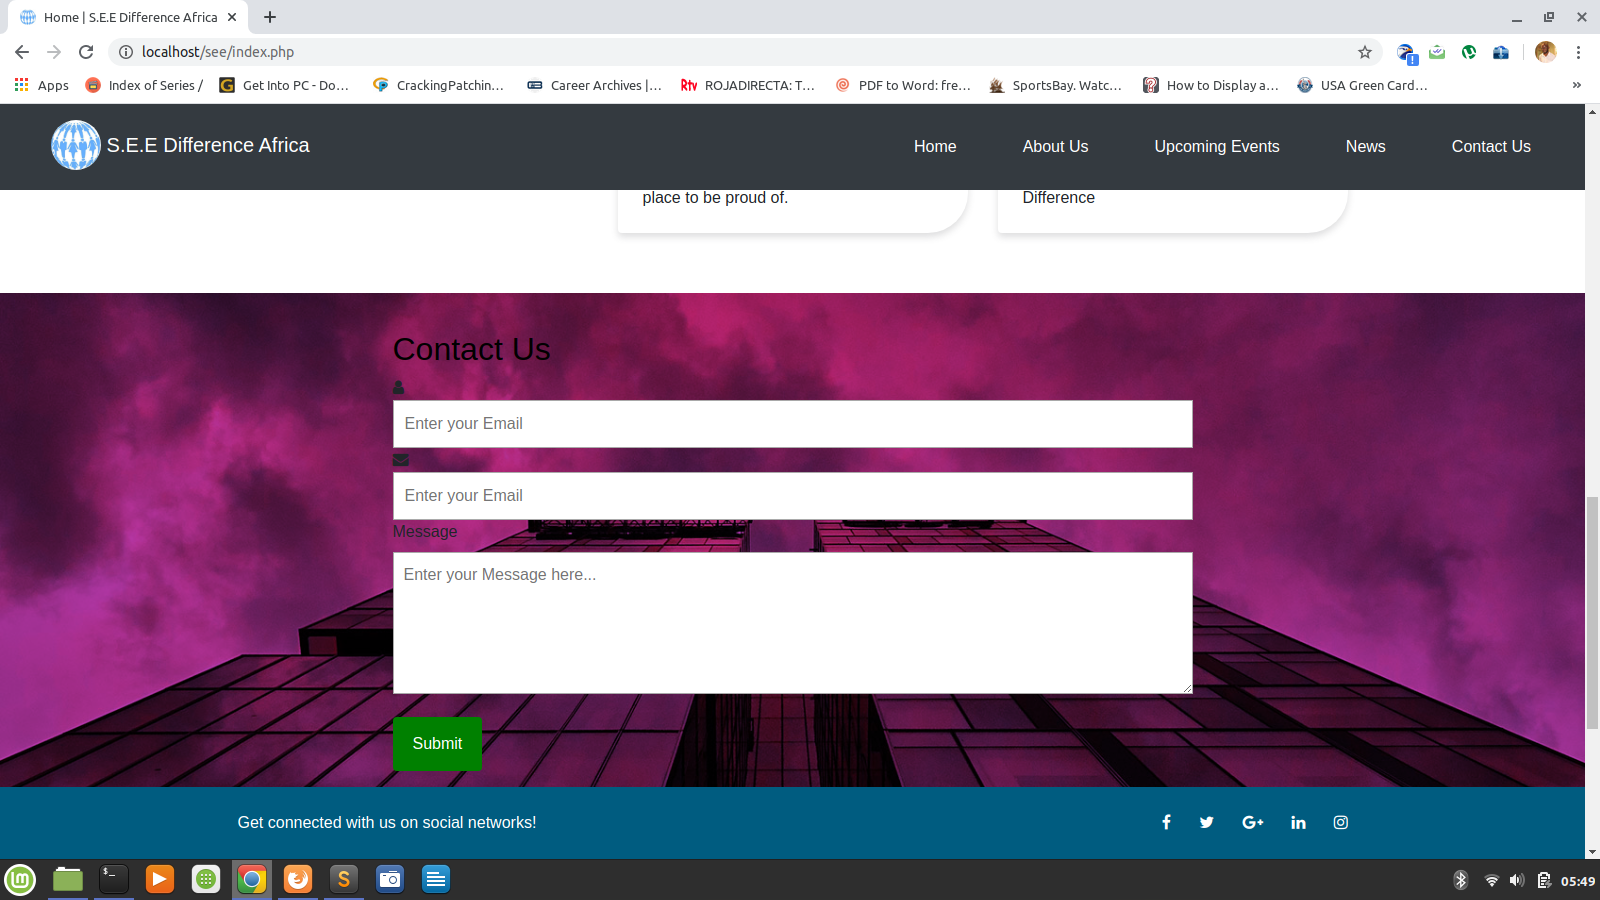 Home | S.E.E Difference Africa
localhost/see/index.php
Apps
Index of Series /
Get Into PC - Do...
CrackingPatchin...
Career Archives |...
ROJADIRECTA: T...
PDF to Word: fre...
SportsBay. Watc...
How to Display a...
USA Green Card...
S.E.E Difference Africa
Home
About Us
Upcoming Events
News
Contact Us
place to be proud of.
Difference
Contact Us
Enter your Email
Enter your Email
Message
Enter your Message here...
Submit
Get connected with us on social networks!
05:49